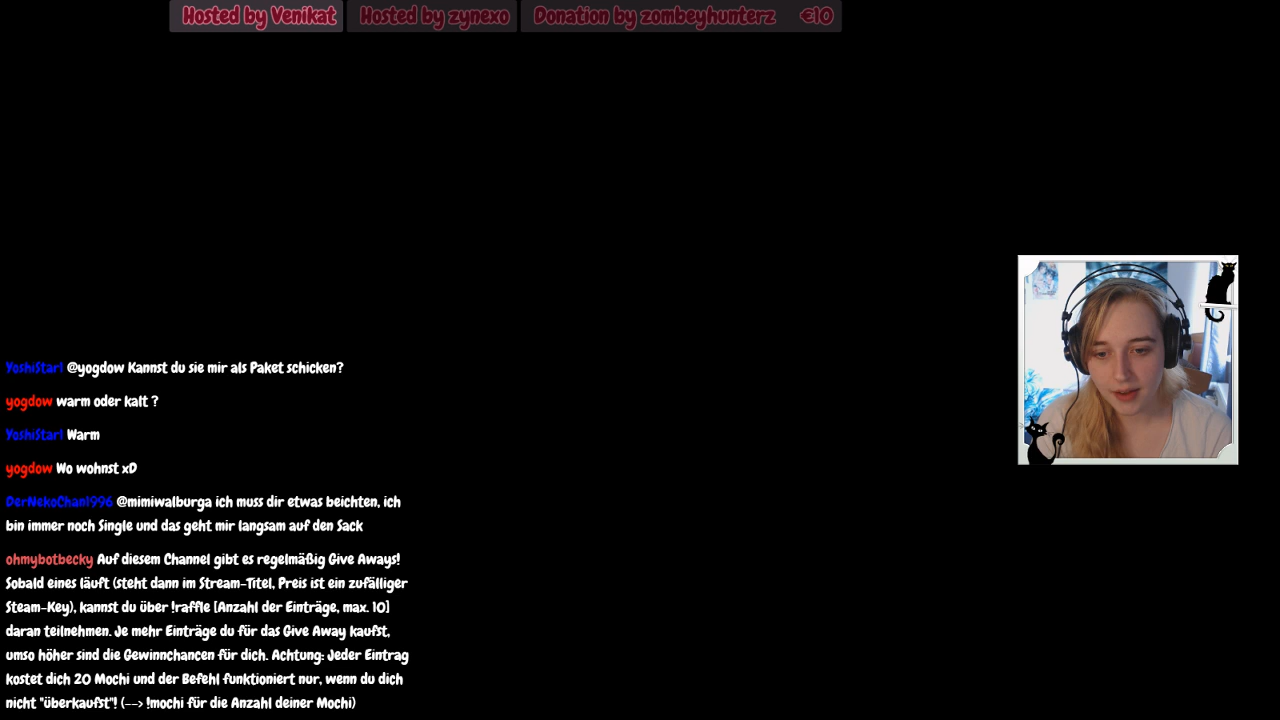 Hosted by Venikat Hosted by zynexo Donation by zombeyhunterz €10
YoshiStar1 @yogdow Kannst du sie mir als Paket schicken?
yogdow warm oder kalt ?
YoshiStar1 Warm
yogdow Wo wohnst xD
DerNekoChan1996 @mimiwalburga ich muss dir etwas beichten, ich
bin immer noch Single und das geht mir langsam auf den Sack
ohmybotbecky Auf diesem Channel gibt es regelmäßig Give Aways!
Sobald eines läuft (steht dann im Stream-Titel, Preis ist ein zufälliger
Steam-Key), kannst du über !raffle [Anzahl der Einträge, max. 10]
daran teilnehmen. Je mehr Einträge du für das Give Away kaufst,
umso höher sind die Gewinnchancen für dich. Achtung: Jeder Eintrag
kostet dich 20 Mochi und der Befehl funktioniert nur, wenn du dich
nicht "überkaufst"! (--> !mochi für die Anzahl deiner Mochi)